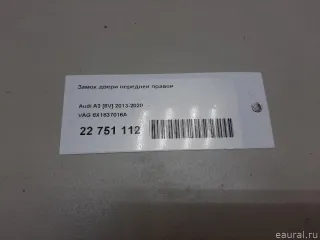 Замок двери передней правой
Audi A3 [8V] 2013-2020
VAG 8X1837016A
22 751 112
eaural.ru